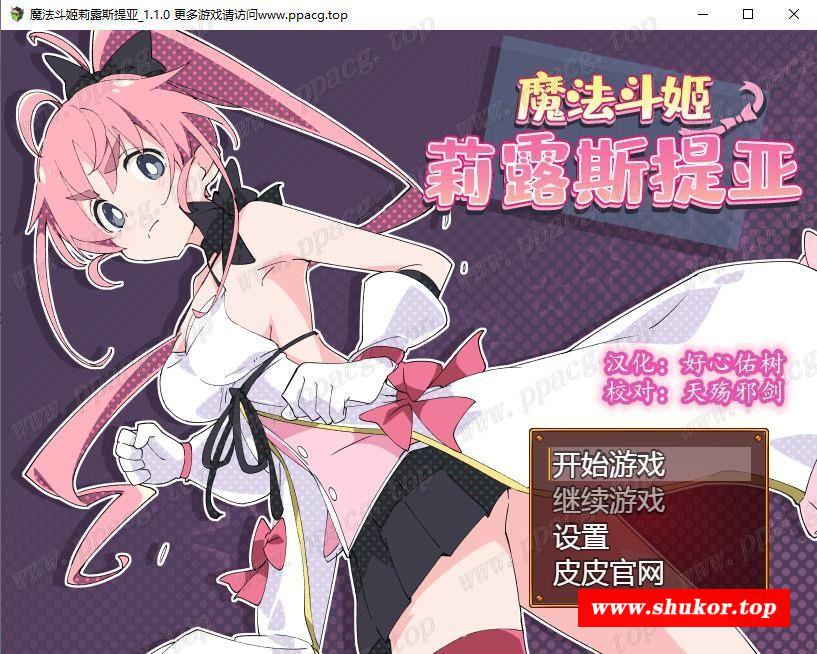 魔法斗姬莉露斯提亚_1.1.0 更多游戏请访问www.ppacg.top
魔法斗姬
莉露斯提亚
汉化：好心佑树
校对：天殇邪剑
开始游戏
继续游戏
设置
皮皮官网
www.shukor.top
www.ppacg.top